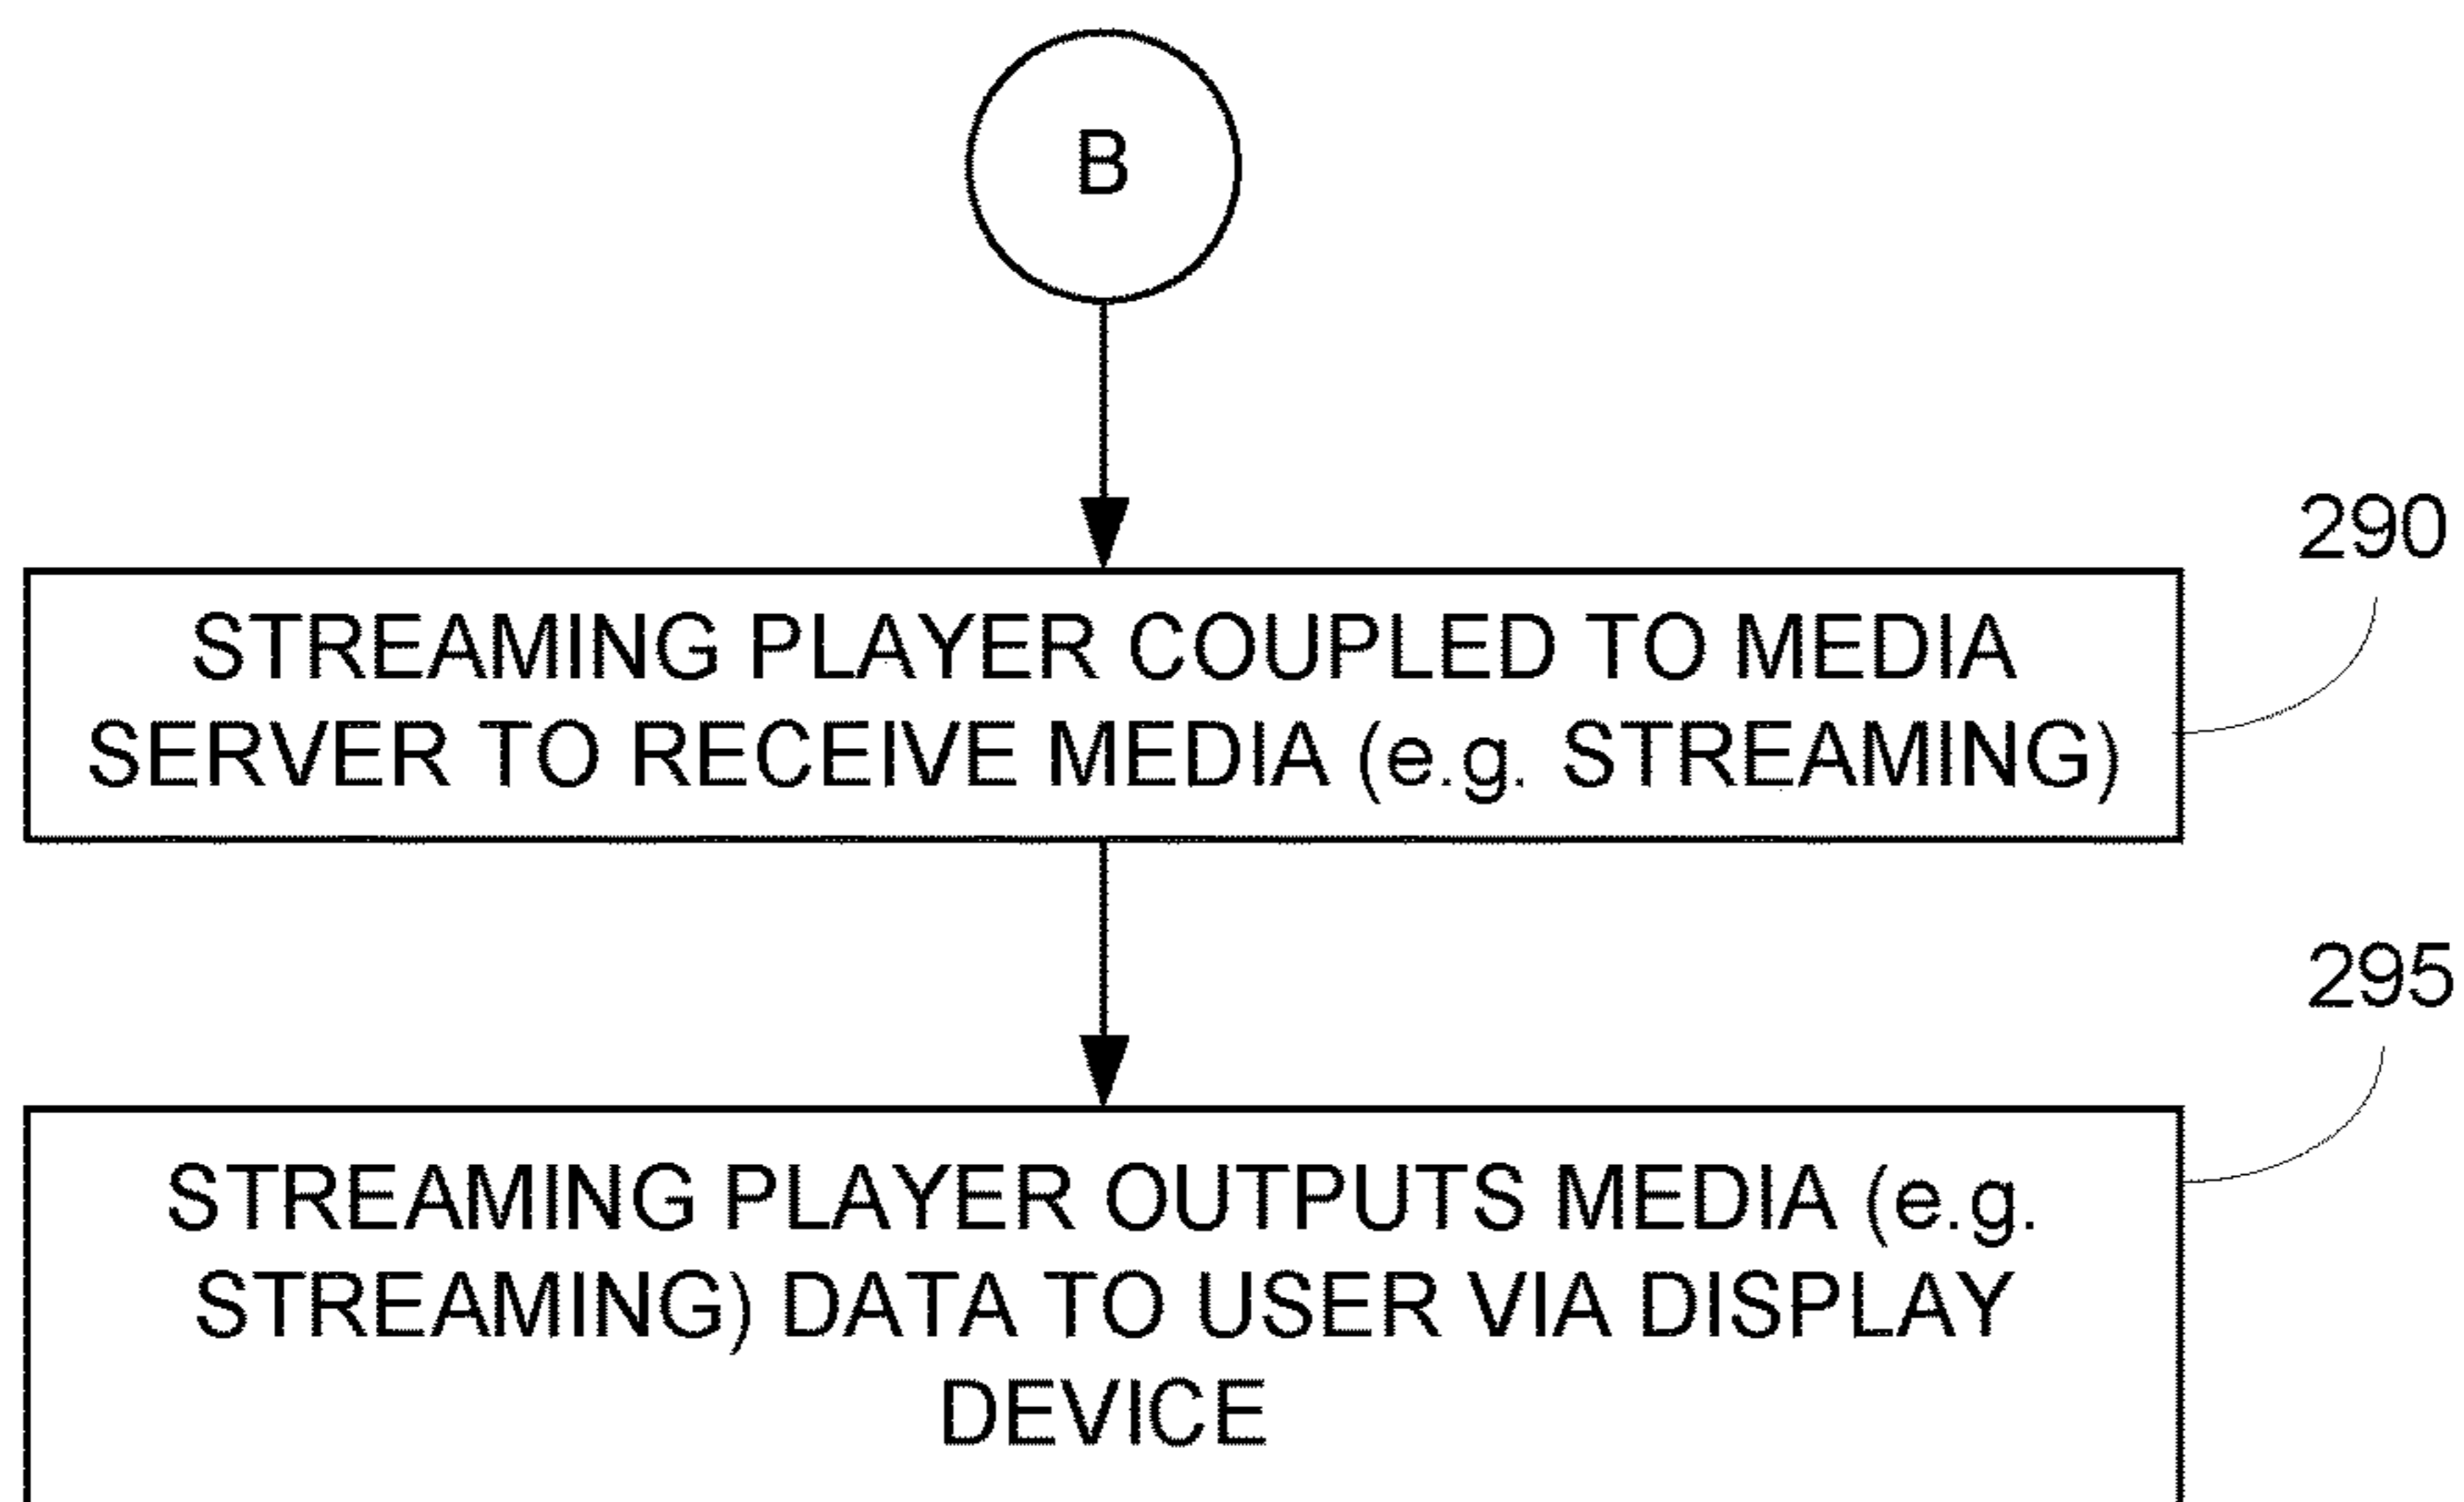 B
290
STREAMING PLAYER COUPLED TO MEDIA
SERVER TO RECEIVE MEDIA (e.g. STREAMING)
295
STREAMING PLAYER OUTPUTS MEDIA (e.g.
STREAMING) DATA TO USER VIA DISPLAY
DEVICE